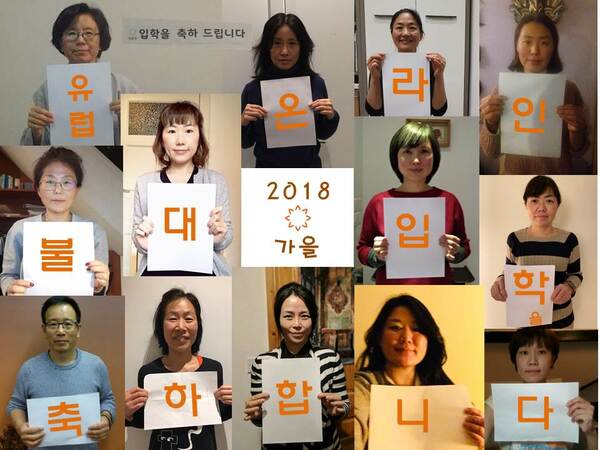 입학을 축하 드립니다
유럽 온 라 인
불 대 입 학을
2018
가을
축 하 합 니 다